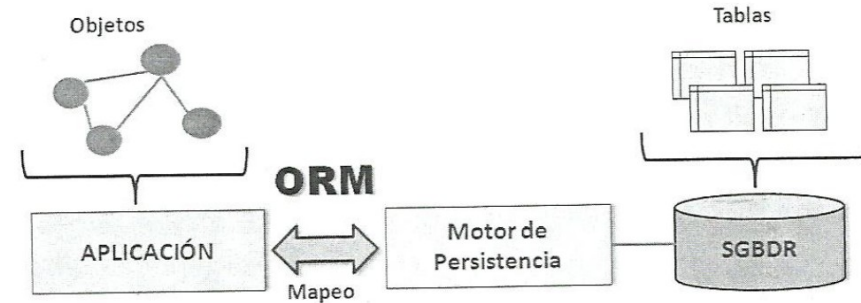 Objetos
Tablas
ORM
APLICACIÓN
Mapeo
Motor de
Persistencia
SGBDR